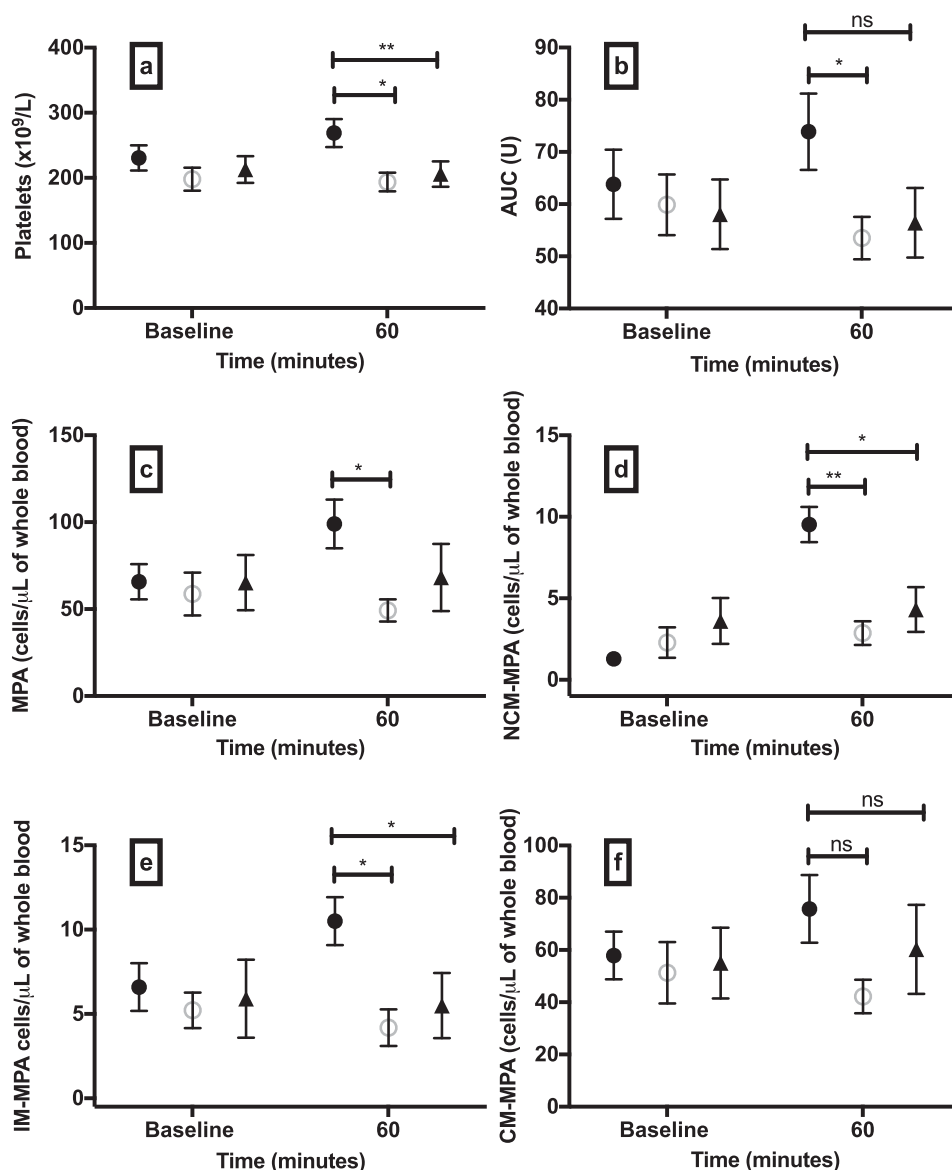 a
**
*
400
300
200
100
0
Platelets (x10⁹/L)
Baseline
60
Time (minutes)
b
ns
*
90
80
70
60
50
40
AUC (U)
Baseline
60
Time (minutes)
c
*
150
100
50
0
MPA (cells/μL of whole blood)
Baseline
60
Time (minutes)
d
*
**
15
10
5
0
NCM-MPA (cells/μL of whole blood)
Baseline
60
Time (minutes)
e
*
*
15
10
5
0
IM-MPA cells/μL of whole blood
Baseline
60
Time (minutes)
f
ns
ns
100
80
60
40
20
0
CM-MPA (cells/μL of whole blood)
Baseline
60
Time (minutes)